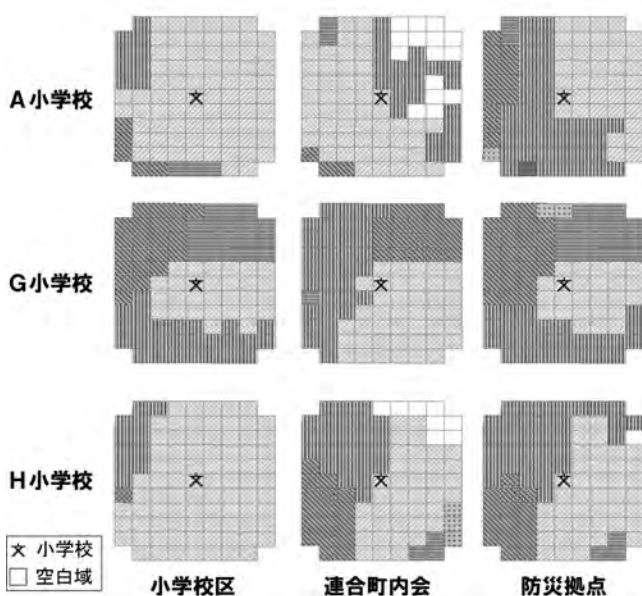 A小学校
G小学校
H小学校
小学校
空白域
小学校区
連合町内会
防災拠点